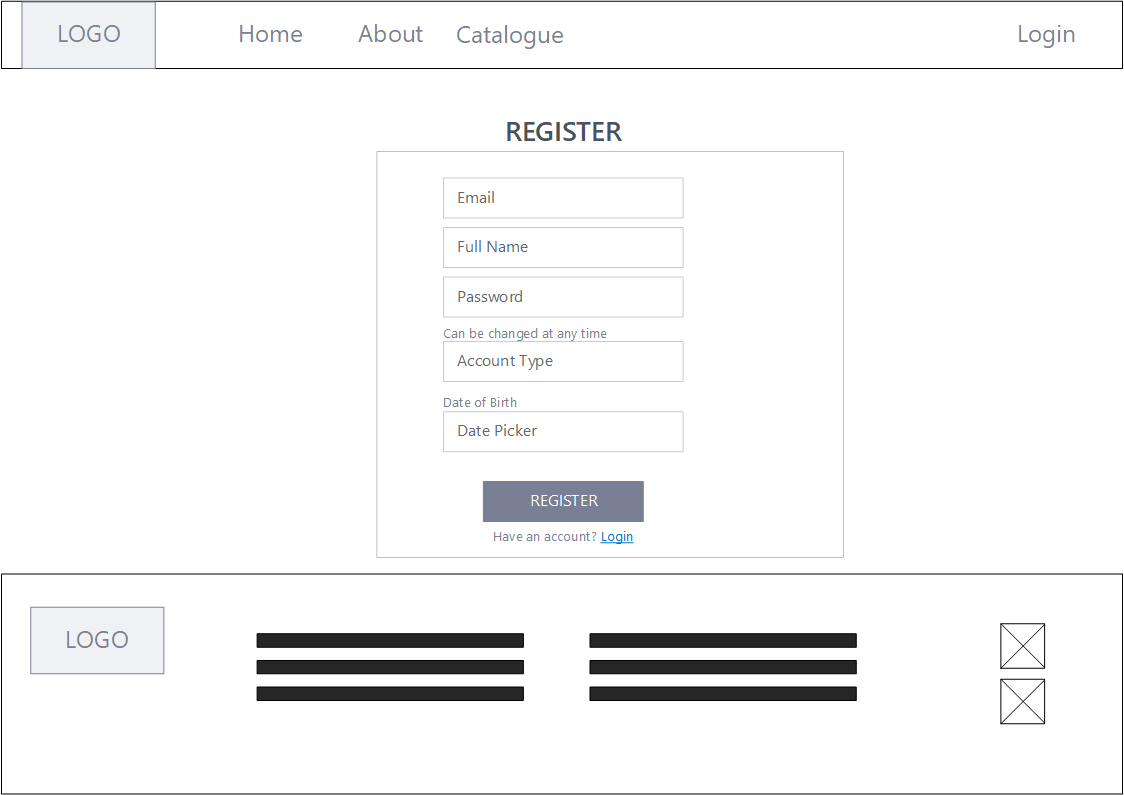 LOGO Home About Catalogue Login
REGISTER
Email
Full Name
Password
Can be changed at any time
Account Type
Date of Birth
Date Picker
REGISTER
Have an account? Login
LOGO